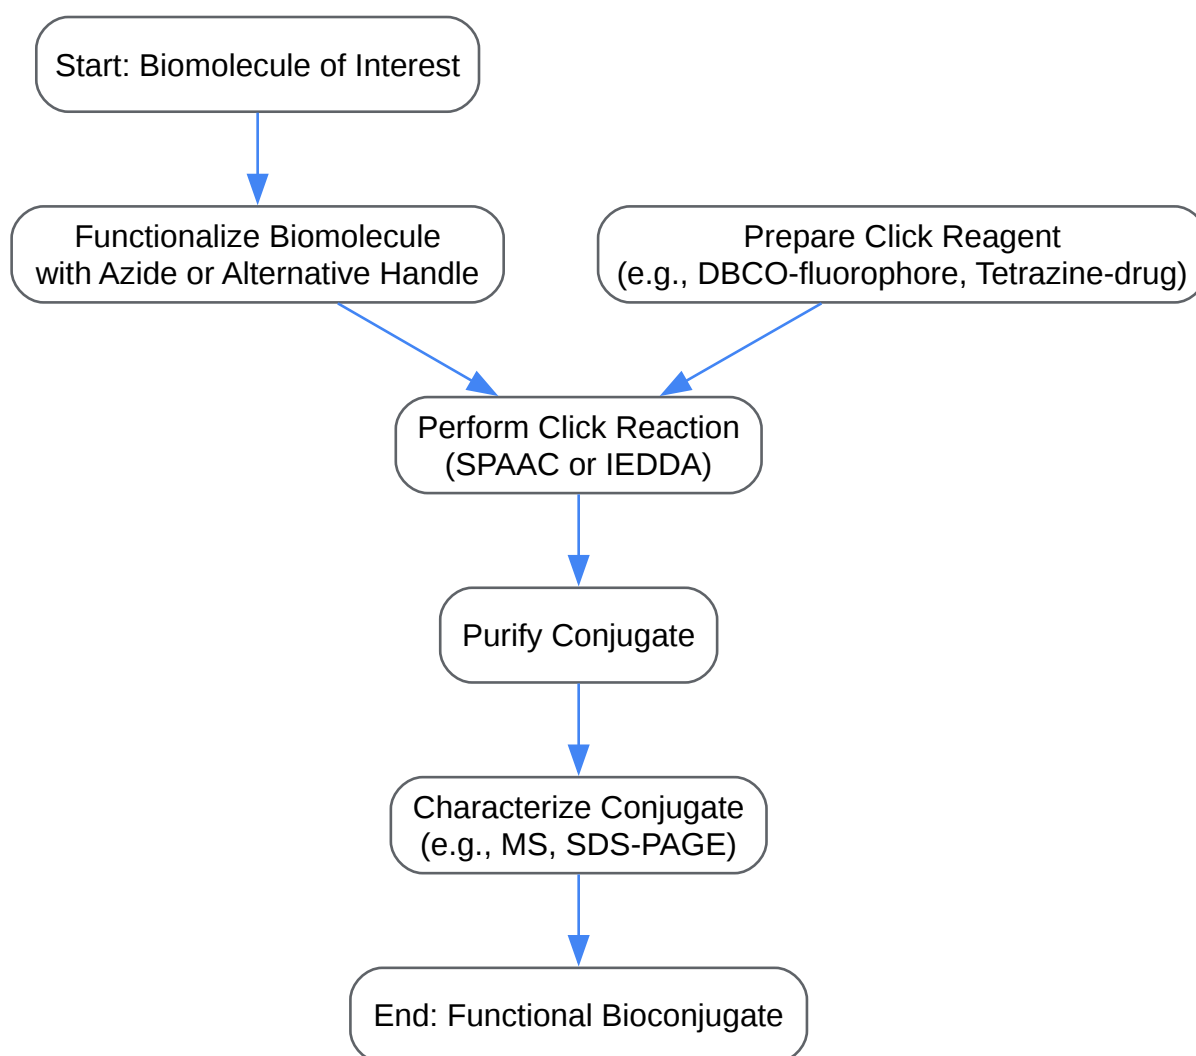 Start: Biomolecule of Interest
Functionalize Biomolecule
with Azide or Alternative Handle
Prepare Click Reagent
(e.g., DBCO-fluorophore, Tetrazine-drug)
Perform Click Reaction
(SPAAC or IEDDA)
Purify Conjugate
Characterize Conjugate
(e.g., MS, SDS-PAGE)
End: Functional Bioconjugate